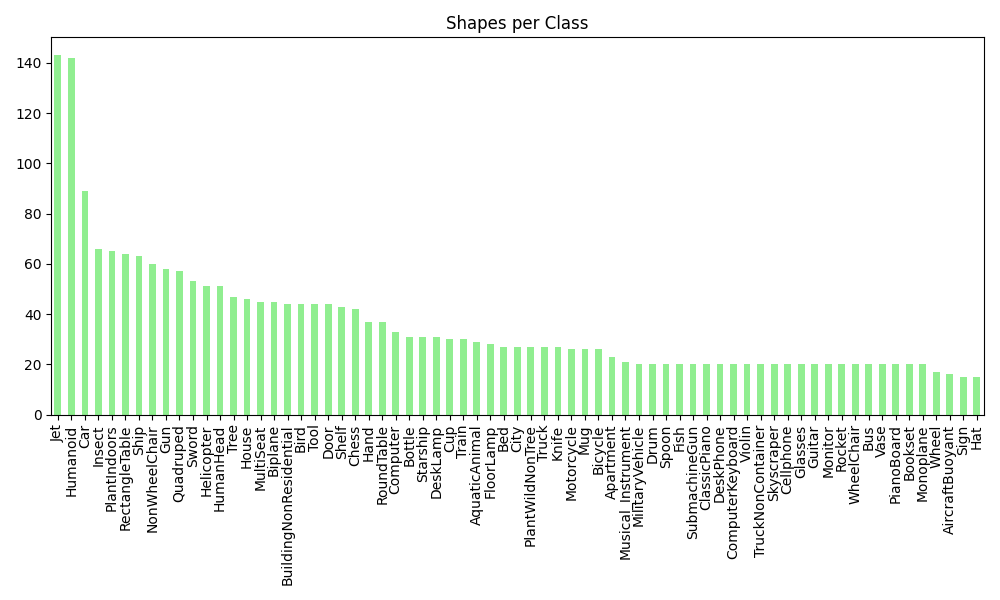 Shapes per Class
140
120
100
80
60
40
20
0
Jet
Humanoid
Car
Insect
PlantIndoors
RectangleTable
Ship
NonWheelChair
Gun
Quadruped
Sword
Helicopter
HumanHead
Tree
House
MultiSeat
Biplane
BuildingNonResidential
Bird
Tool
Door
Shelf
Chess
Hand
RoundTable
Computer
Bottle
Starship
DeskLamp
Cup
Train
AquaticAnimal
FloorLamp
Bed
City
PlantWildNonTree
Truck
Knife
Motorcycle
Mug
Bicycle
Apartment
Musical_Instrument
MilitaryVehicle
Drum
Spoon
Fish
SubmachineGun
ClassicPiano
DeskPhone
ComputerKeyboard
Violin
TruckNonContainer
Skyscraper
Cellphone
Glasses
Guitar
Monitor
Rocket
WheelChair
Bus
Vase
PianoBoard
Bookset
Monoplane
Wheel
AircraftBuoyant
Sign
Hat